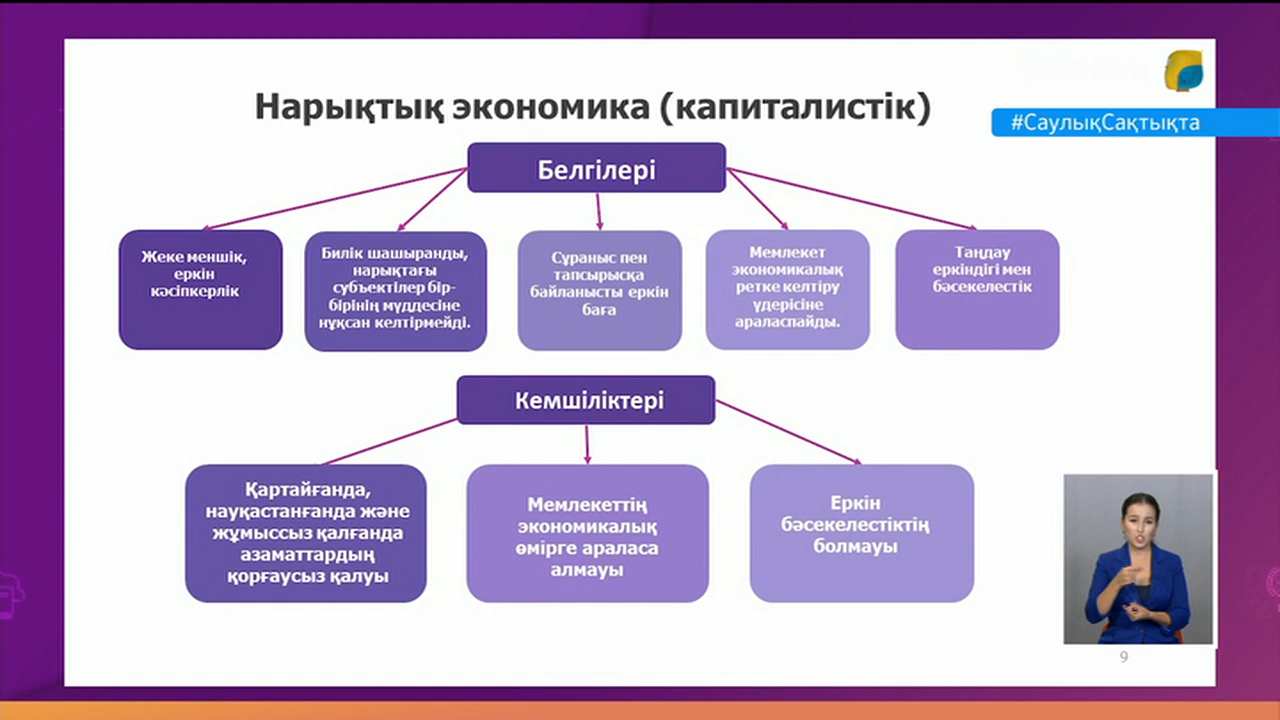 Нарықтық экономика (капиталистік)
#СаулықСақтықта
Белгілері
Жеке меншік,
еркін
кәсіпкерлік
Билік шашыранды,
нарықтағы
субъектілер бір-
бірінің мүддесіне
нұқсан келтірмейді.
Сұраныс пен
тапсырысқа
байланысты еркін
баға
Мемлекет
экономикалық
ретке келтіру
үдерісіне
араласпайды.
Таңдау
еркіндігі мен
бәсекелестік
Кемшіліктері
Қартайғанда,
науқастанғанда және
жұмыссыз қалғанда
азаматтардың
қорғаусыз қалуы
Мемлекеттің
экономикалық
өмірге араласа
алмауы
Еркін
бәсекелестіктің
болмауы
9